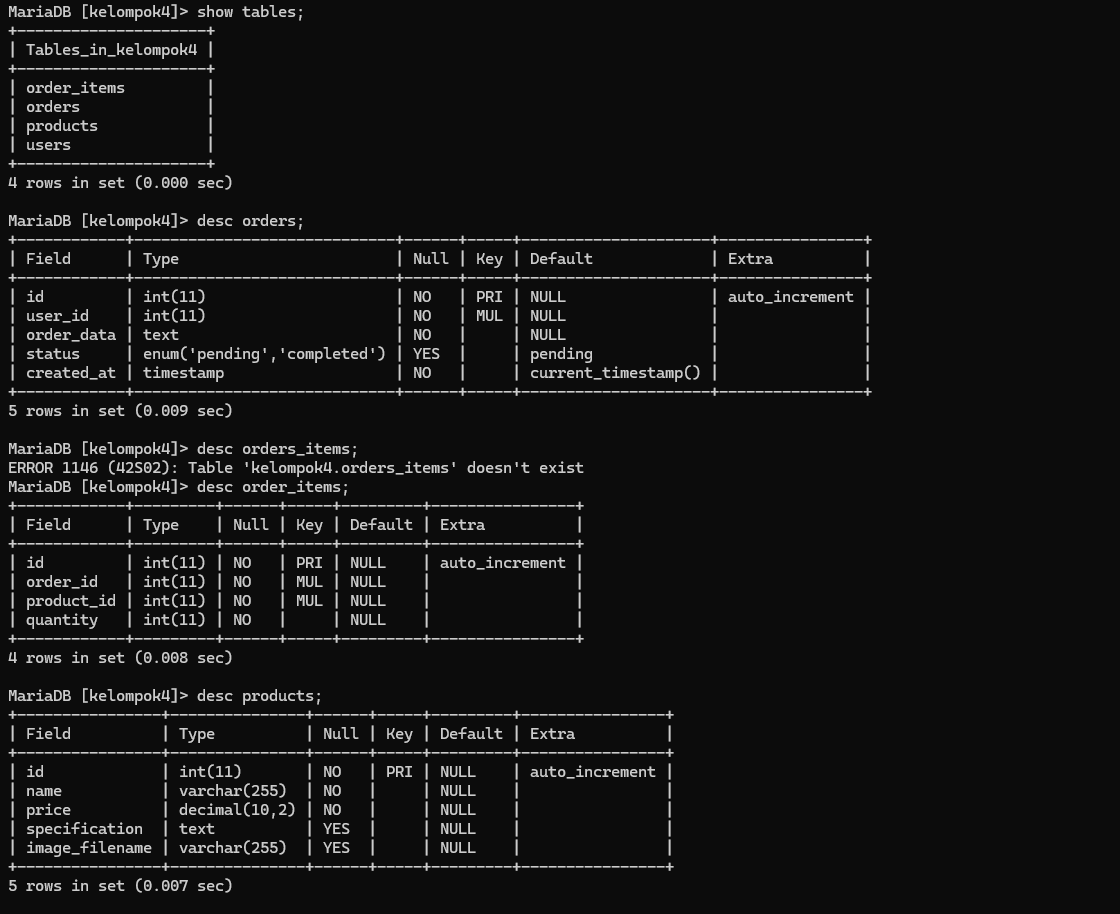 MariaDB [kelompok4]> show tables;
+---------------------+
| Tables_in_kelompok4 |
+---------------------+
| order_items         |
| orders              |
| products            |
| users               |
+---------------------+
4 rows in set (0.000 sec)

MariaDB [kelompok4]> desc orders;
+------------+-----------------------------+------+-----+---------------------+----------------+
| Field      | Type                        | Null | Key | Default             | Extra          |
+------------+-----------------------------+------+-----+---------------------+----------------+
| id         | int(11)                     | NO   | PRI | NULL                | auto_increment |
| user_id    | int(11)                     | NO   | MUL | NULL                |                |
| order_data | text                        | NO   |     | NULL                |                |
| status     | enum('pending','completed') | YES  |     | pending             |                |
| created_at | timestamp                   | NO   |     | current_timestamp() |                |
+------------+-----------------------------+------+-----+---------------------+----------------+
5 rows in set (0.009 sec)

MariaDB [kelompok4]> desc orders_items;
ERROR 1146 (42S02): Table 'kelompok4.orders_items' doesn't exist
MariaDB [kelompok4]> desc order_items;
+------------+---------+------+-----+---------+----------------+
| Field      | Type    | Null | Key | Default | Extra          |
+------------+---------+------+-----+---------+----------------+
| id         | int(11) | NO   | PRI | NULL    | auto_increment |
| order_id   | int(11) | NO   | MUL | NULL    |                |
| product_id | int(11) | NO   | MUL | NULL    |                |
| quantity   | int(11) | NO   |     | NULL    |                |
+------------+---------+------+-----+---------+----------------+
4 rows in set (0.008 sec)

MariaDB [kelompok4]> desc products;
+----------------+---------------+------+-----+---------+----------------+
| Field          | Type          | Null | Key | Default | Extra          |
+----------------+---------------+------+-----+---------+----------------+
| id             | int(11)       | NO   | PRI | NULL    | auto_increment |
| name           | varchar(255)  | NO   |     | NULL    |                |
| price          | decimal(10,2) | NO   |     | NULL    |                |
| specification  | text          | YES  |     | NULL    |                |
| image_filename | varchar(255)  | YES  |     | NULL    |                |
+----------------+---------------+------+-----+---------+----------------+
5 rows in set (0.007 sec)